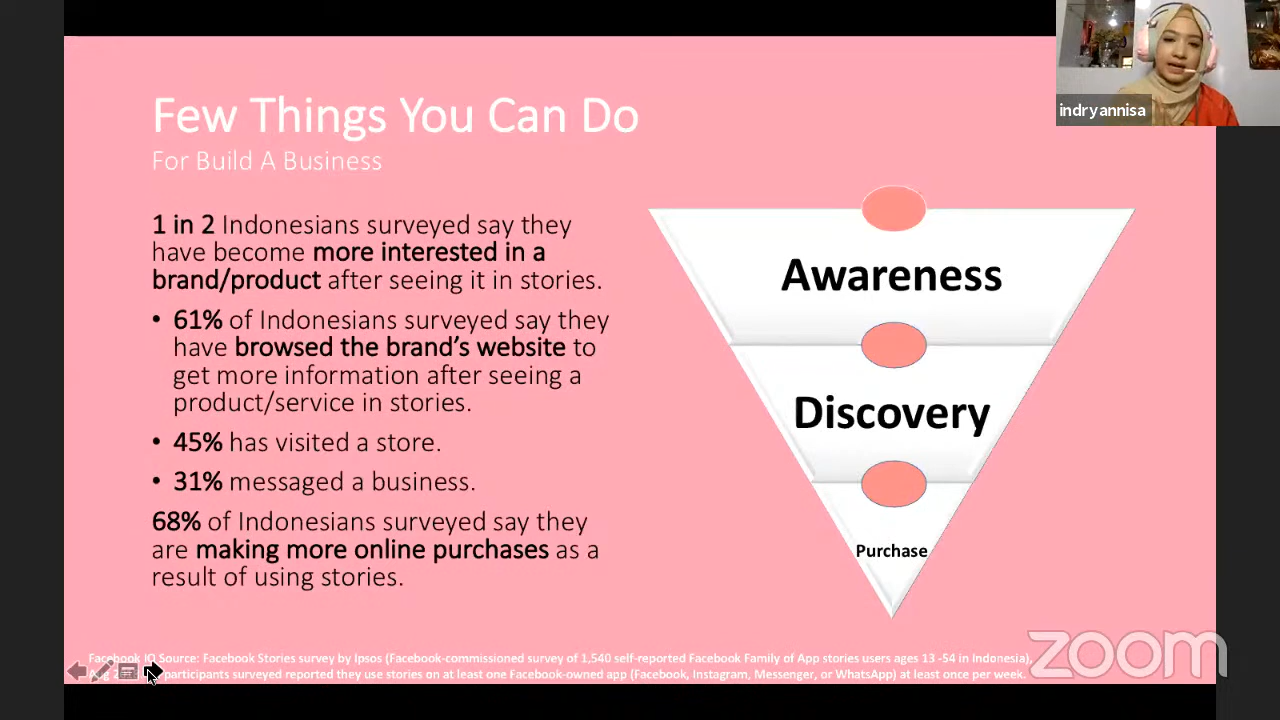 indryannisa
Few Things You Can Do
For Build A Business
1 in 2 Indonesians surveyed say they
have become more interested in a
brand/product after seeing it in stories.
• 61% of Indonesians surveyed say they
have browsed the brand's website to
get more information after seeing a
product/service in stories.
• 45% has visited a store.
• 31% messaged a business.
68% of Indonesians surveyed say they
are making more online purchases as a
result of using stories.
Awareness
Discovery
Purchase
Facebook IQ Source: Facebook Stories survey by Ipsos (Facebook-commissioned survey of 1,540 self-reported Facebook Family of App stories users ages 13 -54 in Indonesia),
participants surveyed reported they use stories on at least one Facebook-owned app (Facebook, Instagram, Messenger, or WhatsApp) at least once per week.
zoom